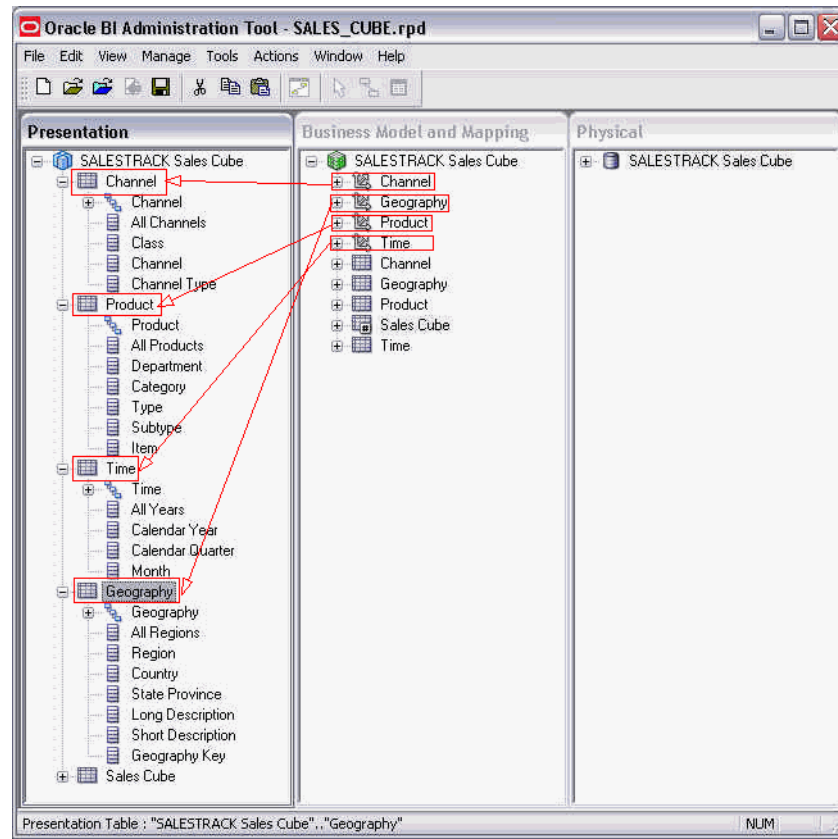 Oracle BI Administration Tool - SALES_CUBE.rpd
File Edit View Manage Tools Actions Window Help
Presentation
SALESTRACK Sales Cube
Channel
Channel
All Channels
Class
Channel
Channel Type
Product
Product
All Products
Department
Category
Type
Subtype
Item
Time
Time
All Years
Calendar Year
Calendar Quarter
Month
Geography
Geography
All Regions
Region
Country
State Province
Long Description
Short Description
Geography Key
Sales Cube
Business Model and Mapping
SALESTRACK Sales Cube
Channel
Geography
Product
Time
Channel
Geography
Product
Sales Cube
Time
Physical
SALESTRACK Sales Cube
Presentation Table : "SALESTRACK Sales Cube".."Geography"
NUM